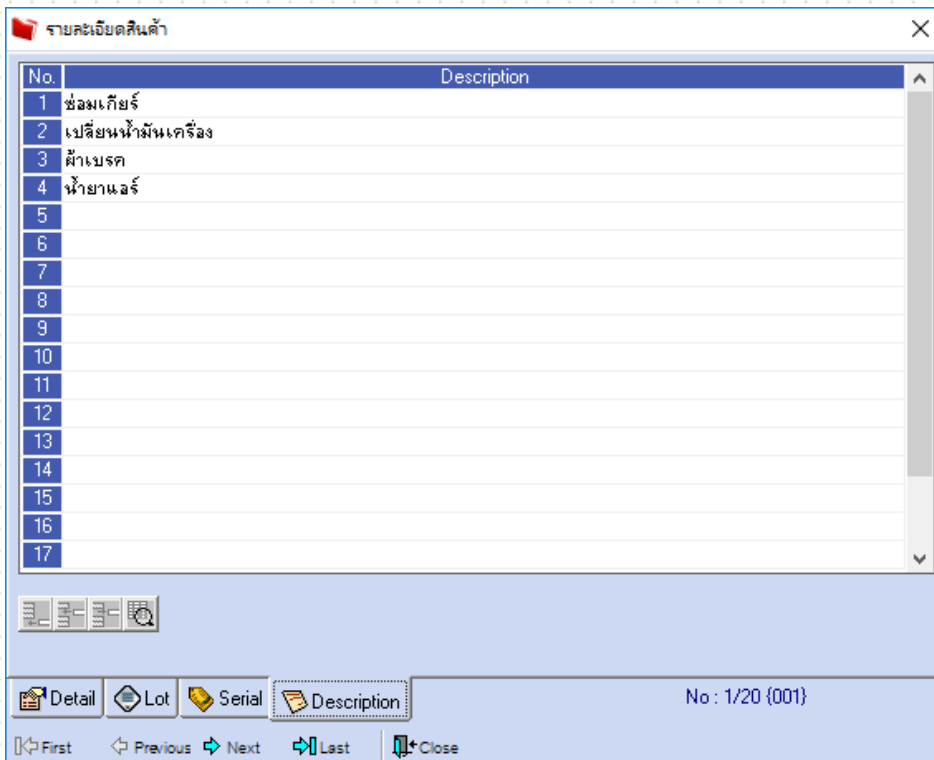 รายละเอียดสินค้า
No. Description
1 ซ่อมเกียร์
2 เปลี่ยนน้ำมันเครื่อง
3 ผ้าเบรค
4 น้ำยาแอร์
5
6
7
8
9
10
11
12
13
14
15
16
17
Detail Lot Serial Description No : 1/20 {001}
First Previous Next Last Close